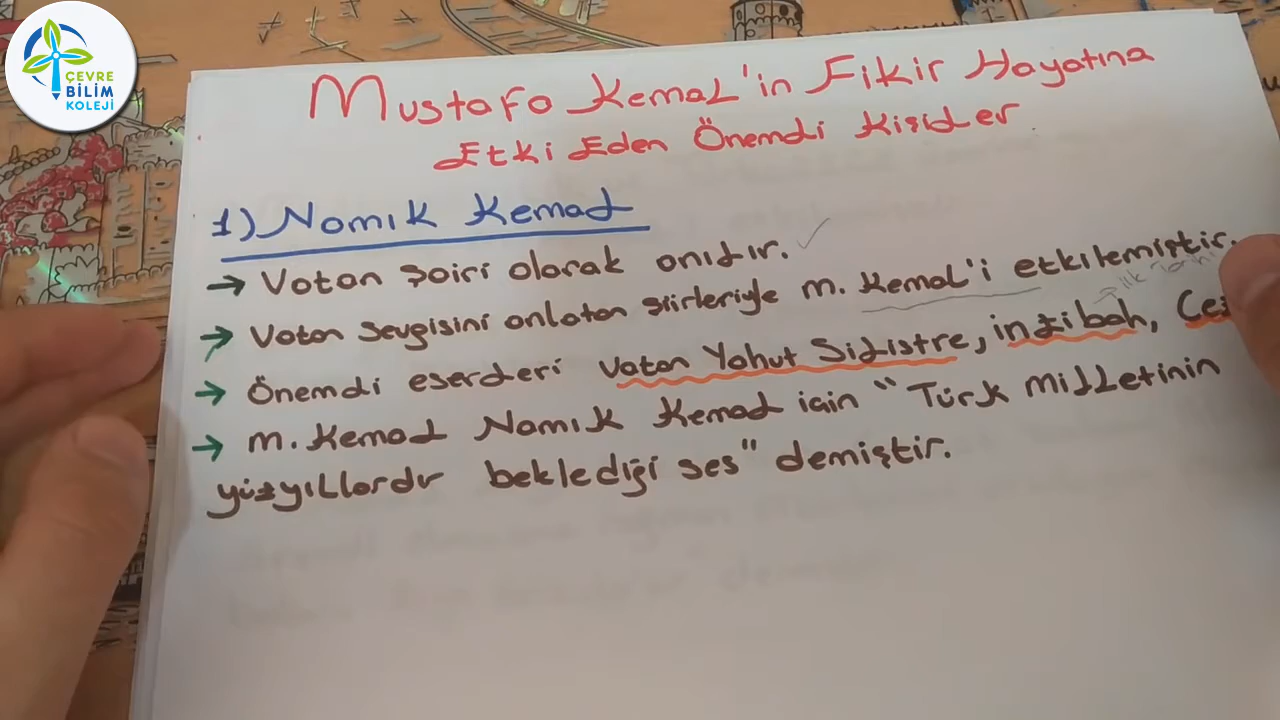 ÇEVRE
BİLİM
KOLEJİ
Mustafa Kemal'in Fikir Hayatına
Etki Eden Önemli Kişiler
1) Namık Kemal
→ Vatan şairi olarak anılır.
→ Vatan sevgisini anlatan şiirleriyle M. Kemal'i etkilemiştir.
→ Önemli eserleri Vatan Yahut Silistre, intibah,
→ M. Kemal Namık Kemal için "Türk Milletinin
yüzyıllardır beklediği ses" demiştir.